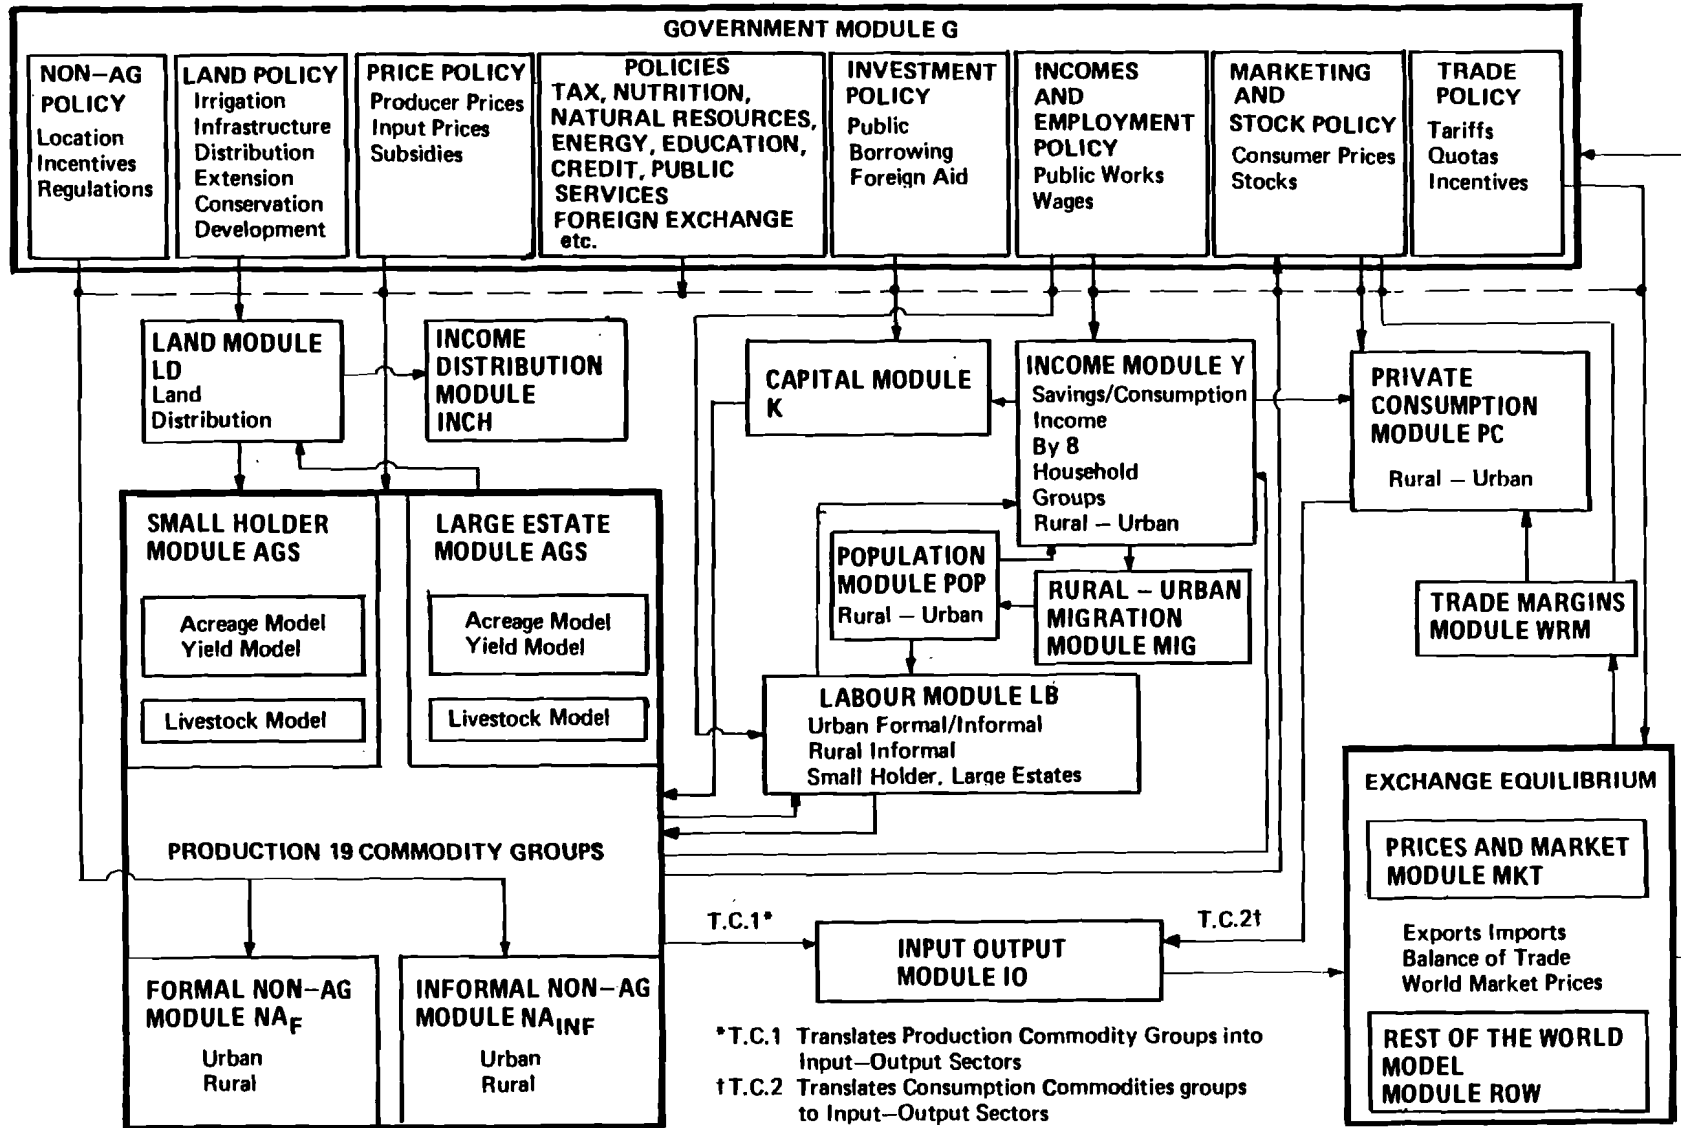 GOVERNMENT MODULE G
NON–AG
POLICY
Location
Incentives
Regulations
LAND POLICY
Irrigation
Infrastructure
Distribution
Extension
Conservation
Development
PRICE POLICY
Producer Prices
Input Prices
Subsidies
POLICIES
TAX, NUTRITION,
NATURAL RESOURCES,
ENERGY, EDUCATION,
CREDIT, PUBLIC
SERVICES
FOREIGN EXCHANGE
etc.
INVESTMENT
POLICY
Public
Borrowing
Foreign Aid
INCOMES
AND
EMPLOYMENT
POLICY
Public Works
Wages
MARKETING
AND
STOCK POLICY
Consumer Prices
Stocks
TRADE
POLICY
Tariffs
Quotas
Incentives
LAND MODULE
LD
Land
Distribution
INCOME
DISTRIBUTION
MODULE
INCH
CAPITAL MODULE
K
INCOME MODULE Y
Savings/Consumption
Income
By 8
Household
Groups
Rural – Urban
PRIVATE
CONSUMPTION
MODULE PC
Rural – Urban
SMALL HOLDER
MODULE AGS
Acreage Model
Yield Model
Livestock Model
LARGE ESTATE
MODULE AGS
Acreage Model
Yield Model
Livestock Model
POPULATION
MODULE POP
Rural – Urban
RURAL – URBAN
MIGRATION
MODULE MIG
TRADE MARGINS
MODULE WRM
LABOUR MODULE LB
Urban Formal/Informal
Rural Informal
Small Holder, Large Estates
PRODUCTION 19 COMMODITY GROUPS
EXCHANGE EQUILIBRIUM
PRICES AND MARKET
MODULE MKT
Exports Imports
Balance of Trade
World Market Prices
REST OF THE WORLD
MODEL
MODULE ROW
T.C.1*
T.C.2†
INPUT OUTPUT
MODULE IO
FORMAL NON–AG
MODULE NAF
Urban
Rural
INFORMAL NON–AG
MODULE NAINF
Urban
Rural
*T.C.1 Translates Production Commodity Groups into
Input–Output Sectors
†T.C.2 Translates Consumption Commodities groups
to Input–Output Sectors